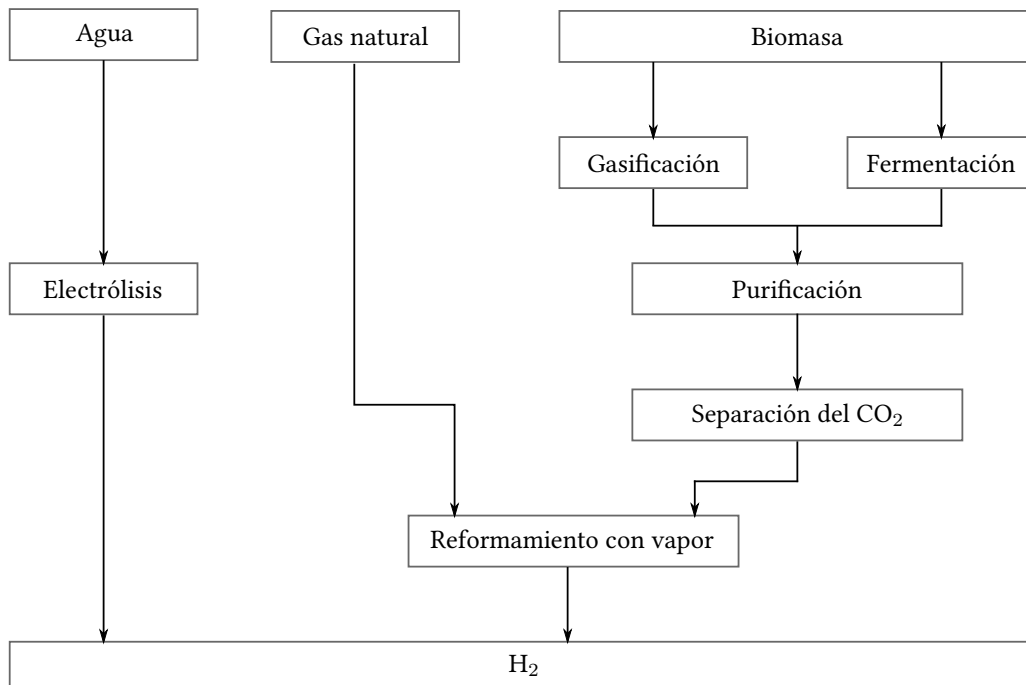 Agua
Gas natural
Biomasa
Gasificación
Fermentación
Electrólisis
Purificación
Separación del CO₂
Reformamiento con vapor
H₂